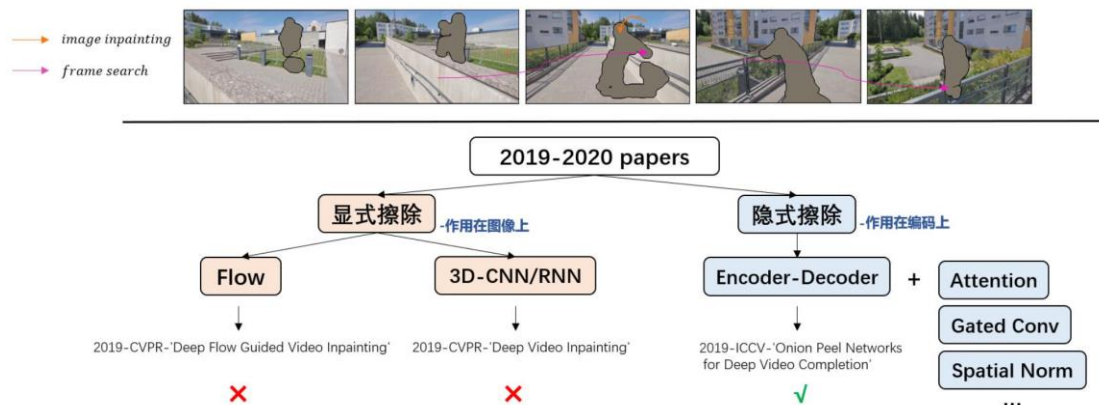 image inpainting
frame search
2019-2020 papers
显式擦除
-作用在图像上
隐式擦除
-作用在编码上
Flow
3D-CNN/RNN
Encoder-Decoder
+
Attention
Gated Conv
Spatial Norm
...
2019-CVPR-'Deep Flow Guided Video Inpainting'
2019-CVPR-'Deep Video Inpainting'
2019-ICCV-'Onion Peel Networks
for Deep Video Completion'
×
×
√